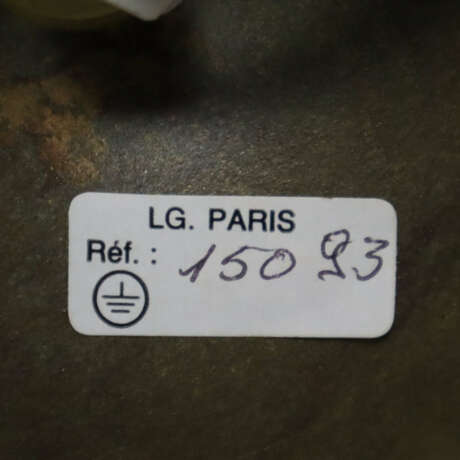 LG. PARIS
Réf. : 150 93